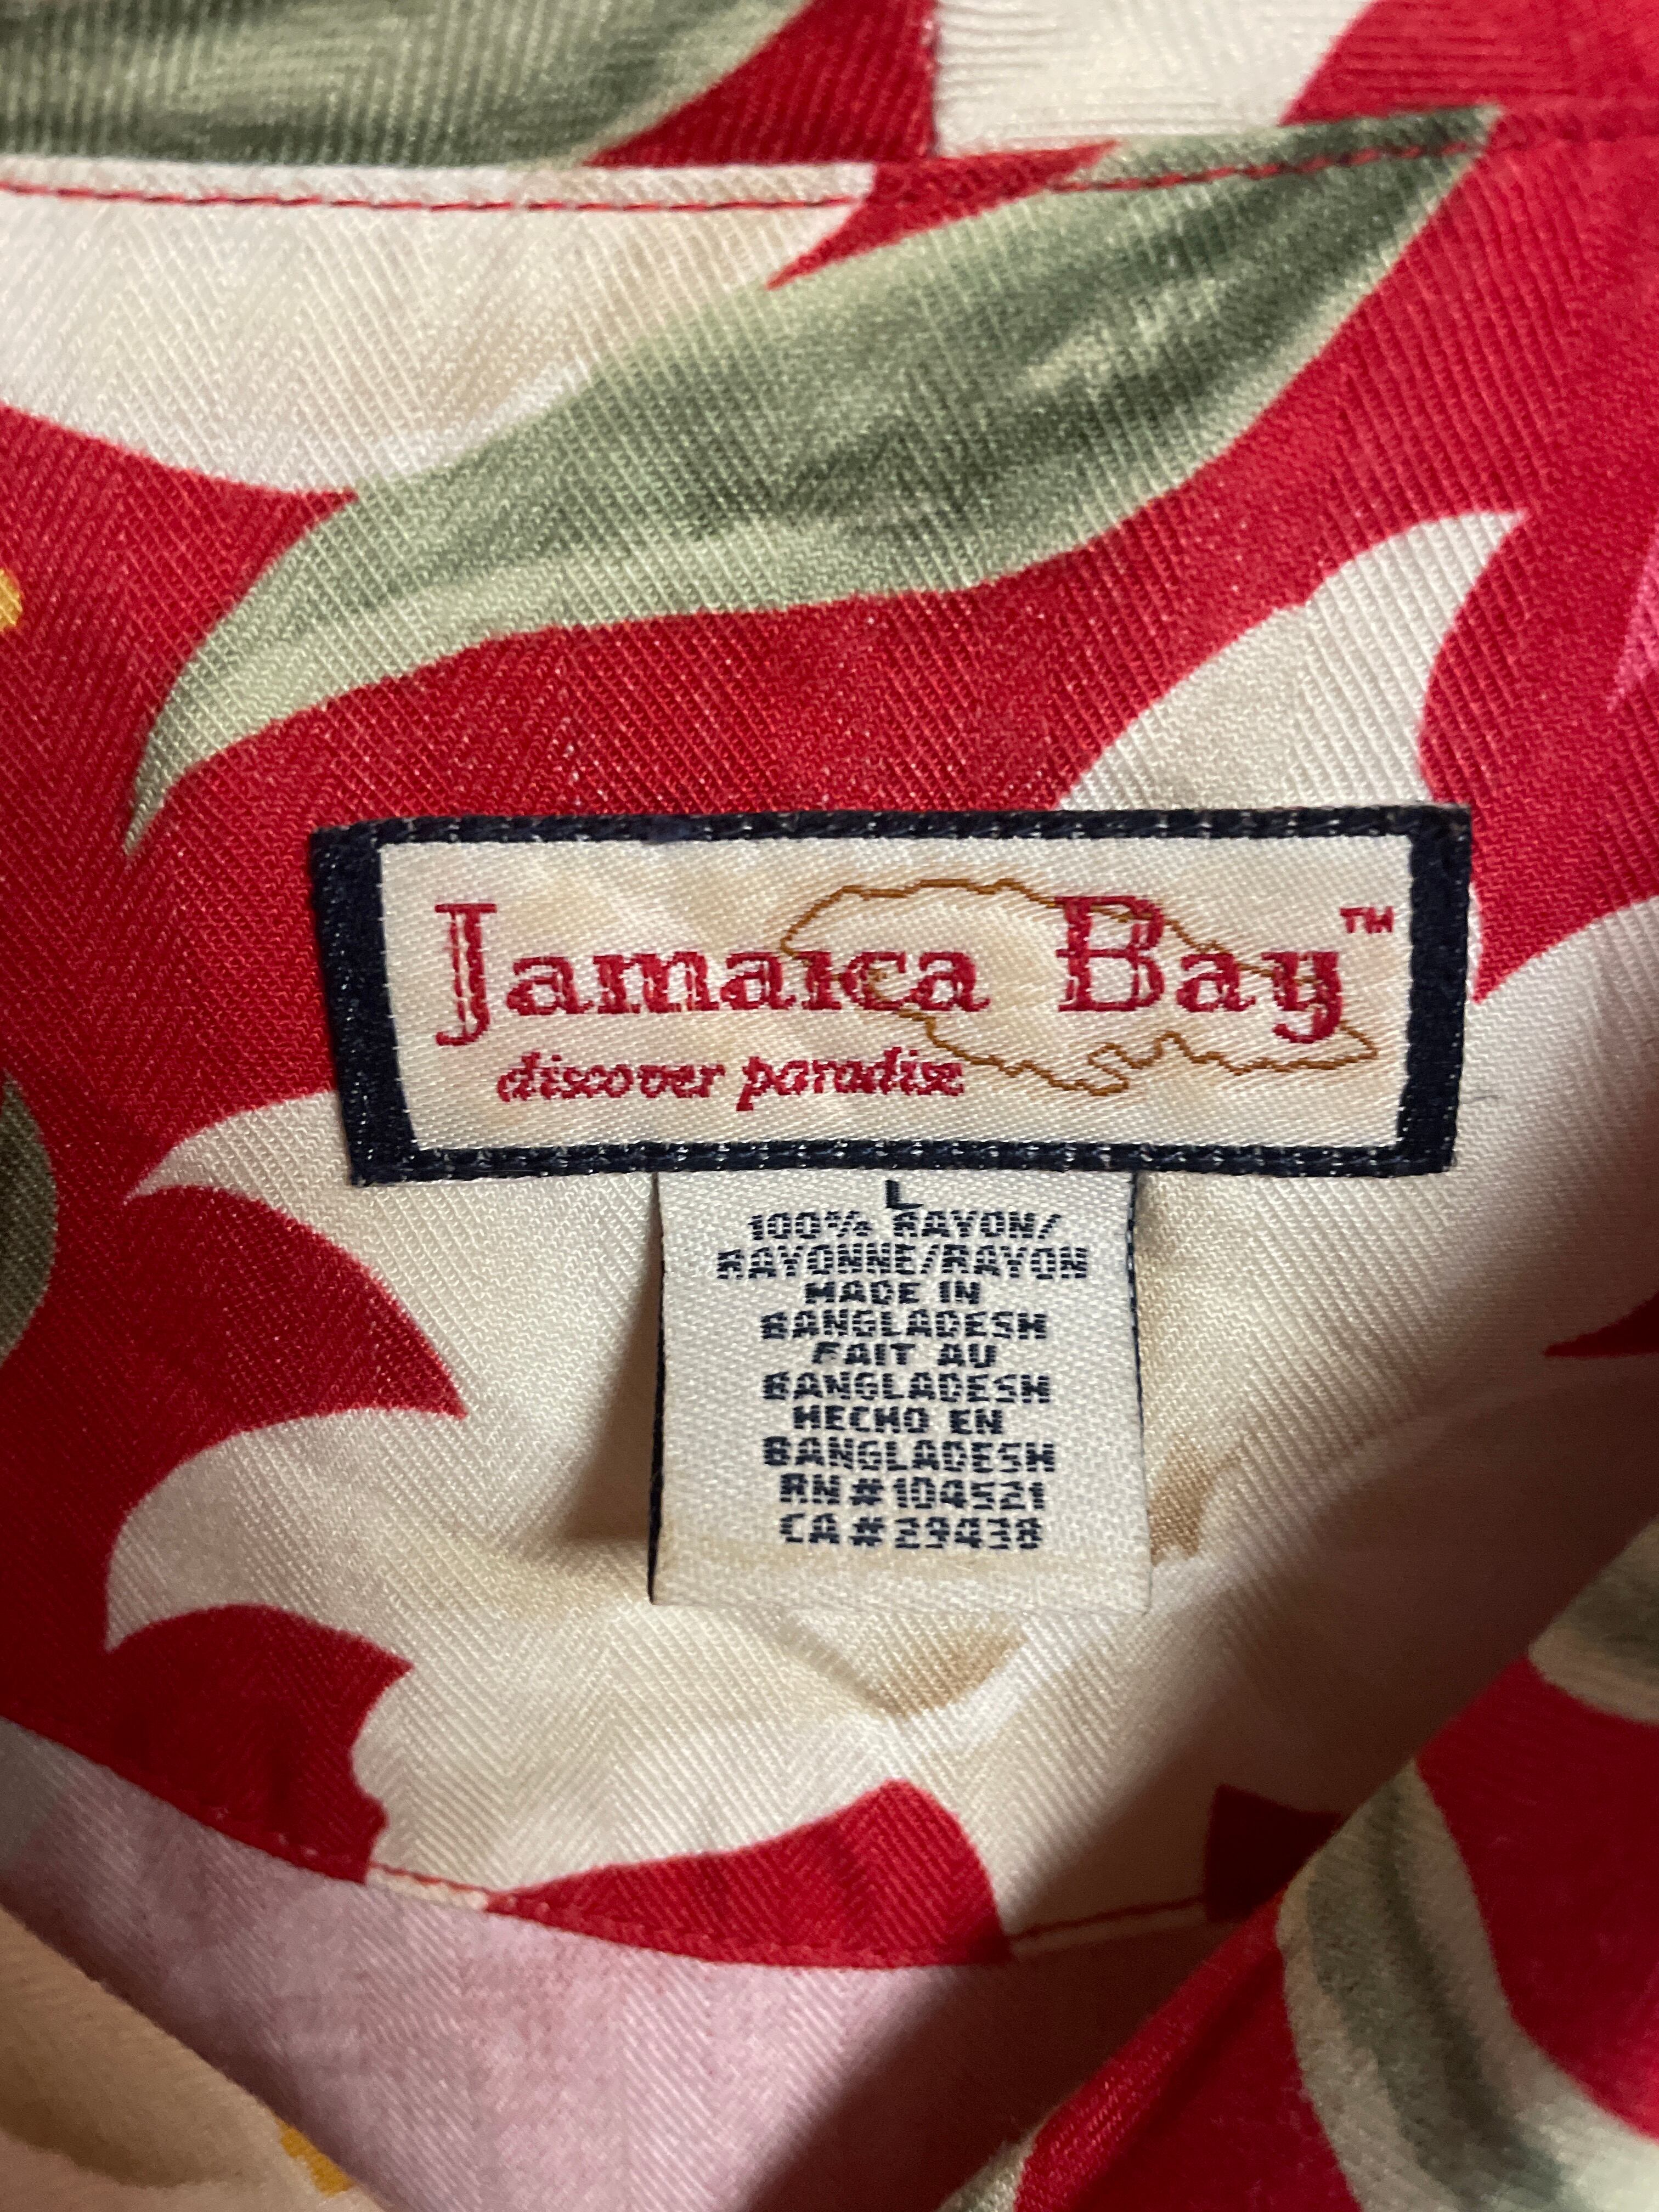 Jamaica Bay™
discover paradise
L
100% RAYON/
RAYONNE/RAYON
MADE IN
BANGLADESH
FAIT AU
BANGLADESH
HECHO EN
BANGLADESH
RN#104521
CA#29438